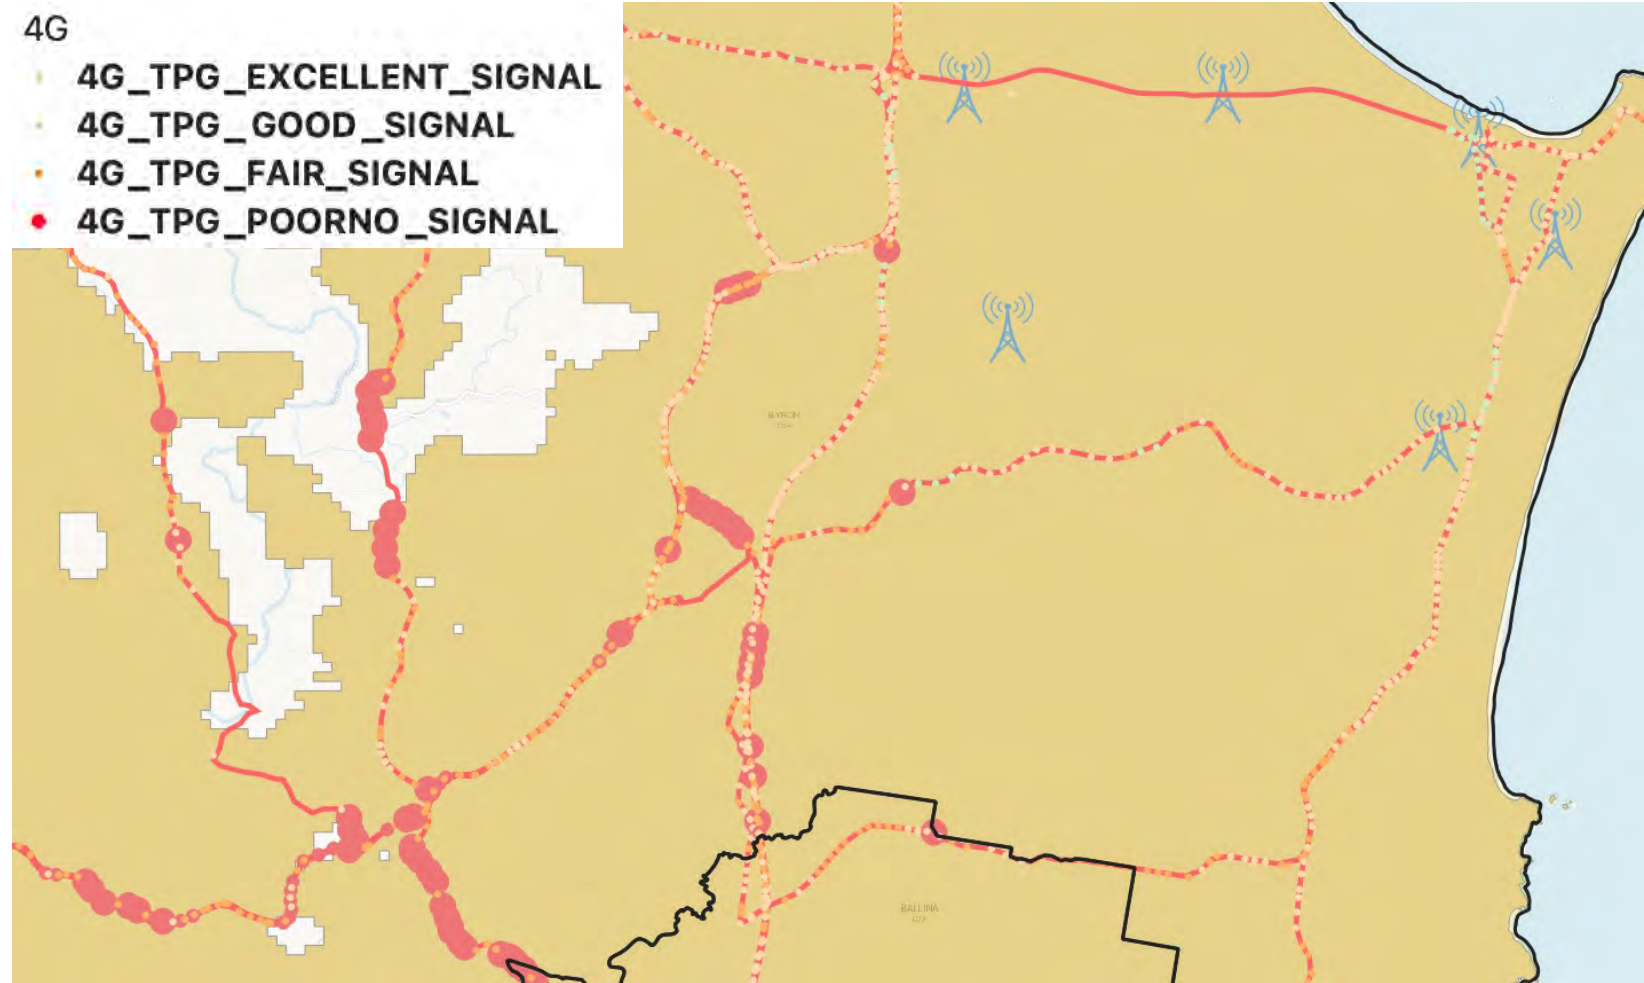 4G
4G_TPG_EXCELLENT_SIGNAL
4G_TPG_GOOD_SIGNAL
4G_TPG_FAIR_SIGNAL
4G_TPG_POORNO_SIGNAL
BYRON
BALLINA